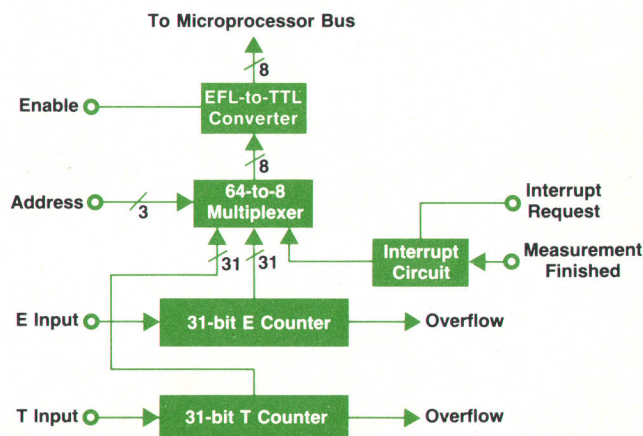 To Microprocessor Bus
8
Enable
EFL-to-TTL
Converter
8
Address
3
64-to-8
Multiplexer
Interrupt
Request
31
31
Interrupt
Circuit
Measurement
Finished
E Input
31-bit E Counter
Overflow
T Input
31-bit T Counter
Overflow